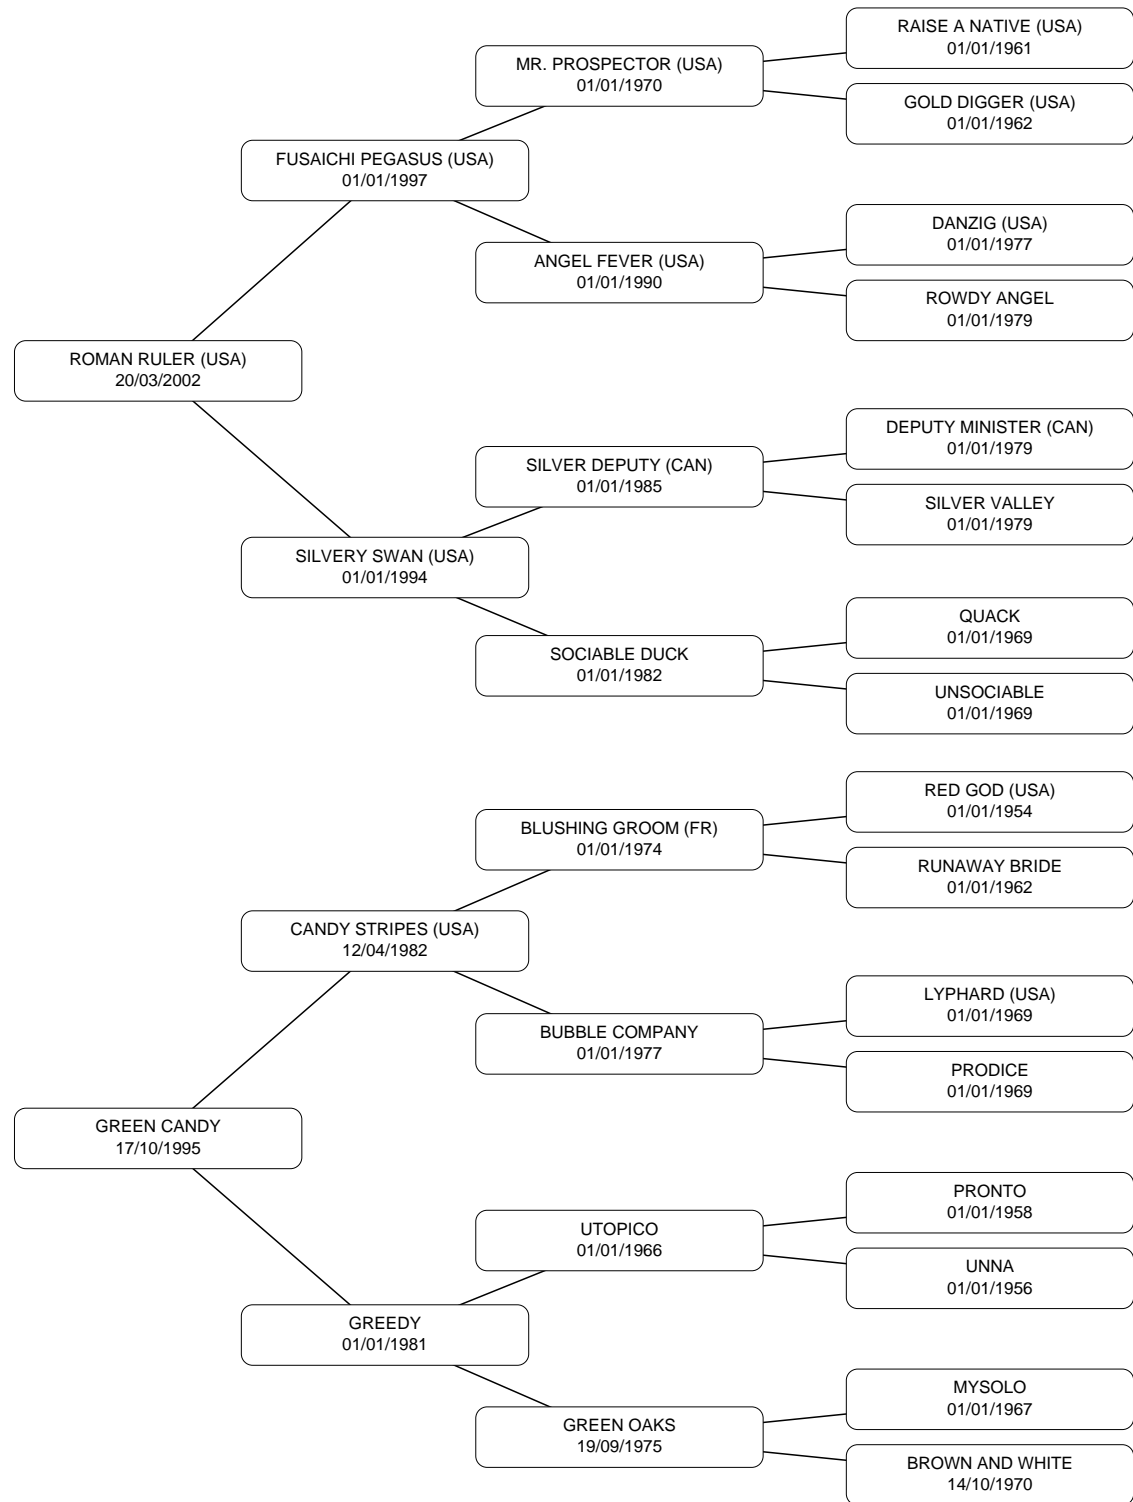 RAISE A NATIVE (USA)
01/01/1961
MR. PROSPECTOR (USA)
01/01/1970
GOLD DIGGER (USA)
01/01/1962
FUSAICHI PEGASUS (USA)
01/01/1997
DANZIG (USA)
01/01/1977
ANGEL FEVER (USA)
01/01/1990
ROWDY ANGEL
01/01/1979
ROMAN RULER (USA)
20/03/2002
DEPUTY MINISTER (CAN)
01/01/1979
SILVER DEPUTY (CAN)
01/01/1985
SILVER VALLEY
01/01/1979
SILVERY SWAN (USA)
01/01/1994
QUACK
01/01/1969
SOCIABLE DUCK
01/01/1982
UNSOCIABLE
01/01/1969
RED GOD (USA)
01/01/1954
BLUSHING GROOM (FR)
01/01/1974
RUNAWAY BRIDE
01/01/1962
CANDY STRIPES (USA)
12/04/1982
LYPHARD (USA)
01/01/1969
BUBBLE COMPANY
01/01/1977
PRODICE
01/01/1969
GREEN CANDY
17/10/1995
PRONTO
01/01/1958
UTOPICO
01/01/1966
UNNA
01/01/1956
GREEDY
01/01/1981
MYSOLO
01/01/1967
GREEN OAKS
19/09/1975
BROWN AND WHITE
14/10/1970